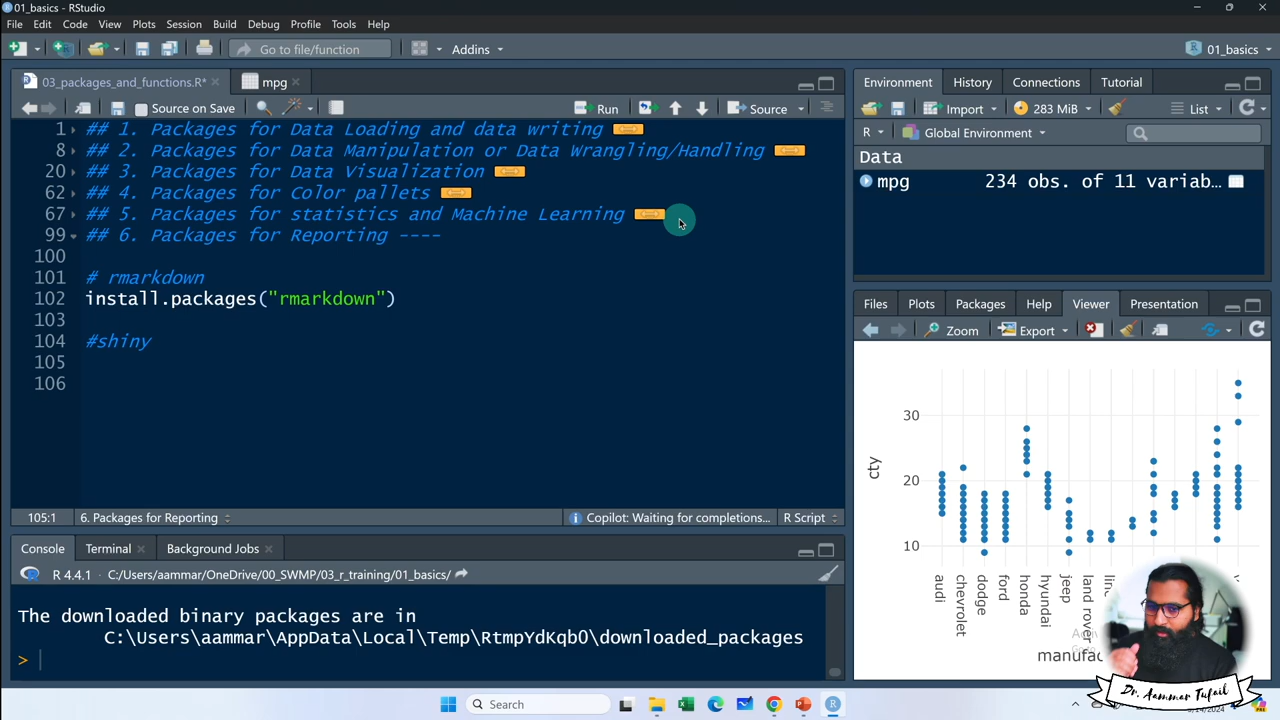 01_basics - RStudio
File Edit Code View Plots Session Build Debug Profile Tools Help
Go to file/function
Addins
01_basics
03_packages_and_functions.R*
mpg
Source on Save
Run
Source
1 ## 1. Packages for Data Loading and data writing
8 ## 2. Packages for Data Manipulation or Data Wrangling/Handling
20 ## 3. Packages for Data Visualization
62 ## 4. Packages for Color pallets
67 ## 5. Packages for statistics and Machine Learning
99 ## 6. Packages for Reporting ----
100
101 # rmarkdown
102 install.packages("rmarkdown")
103
104 #shiny
105
106
105:1 6. Packages for Reporting
Copilot: Waiting for completions...
R Script
Console Terminal Background Jobs
R 4.4.1 · C:/Users/aammar/OneDrive/00_SWMP/03_r_training/01_basics/
The downloaded binary packages are in
C:\Users\aammar\AppData\Local\Temp\RtmpYdKqb0\downloaded_packages
>
Environment History Connections Tutorial
Import
283 MiB
List
R
Global Environment
Data
mpg 234 obs. of 11 variab...
Files Plots Packages Help Viewer Presentation
Zoom
Export
cty
30
20
10
audi
chevrolet
dodge
ford
honda
hyundai
jeep
land rover
manufac
Dr. Aammar Tufail
Search